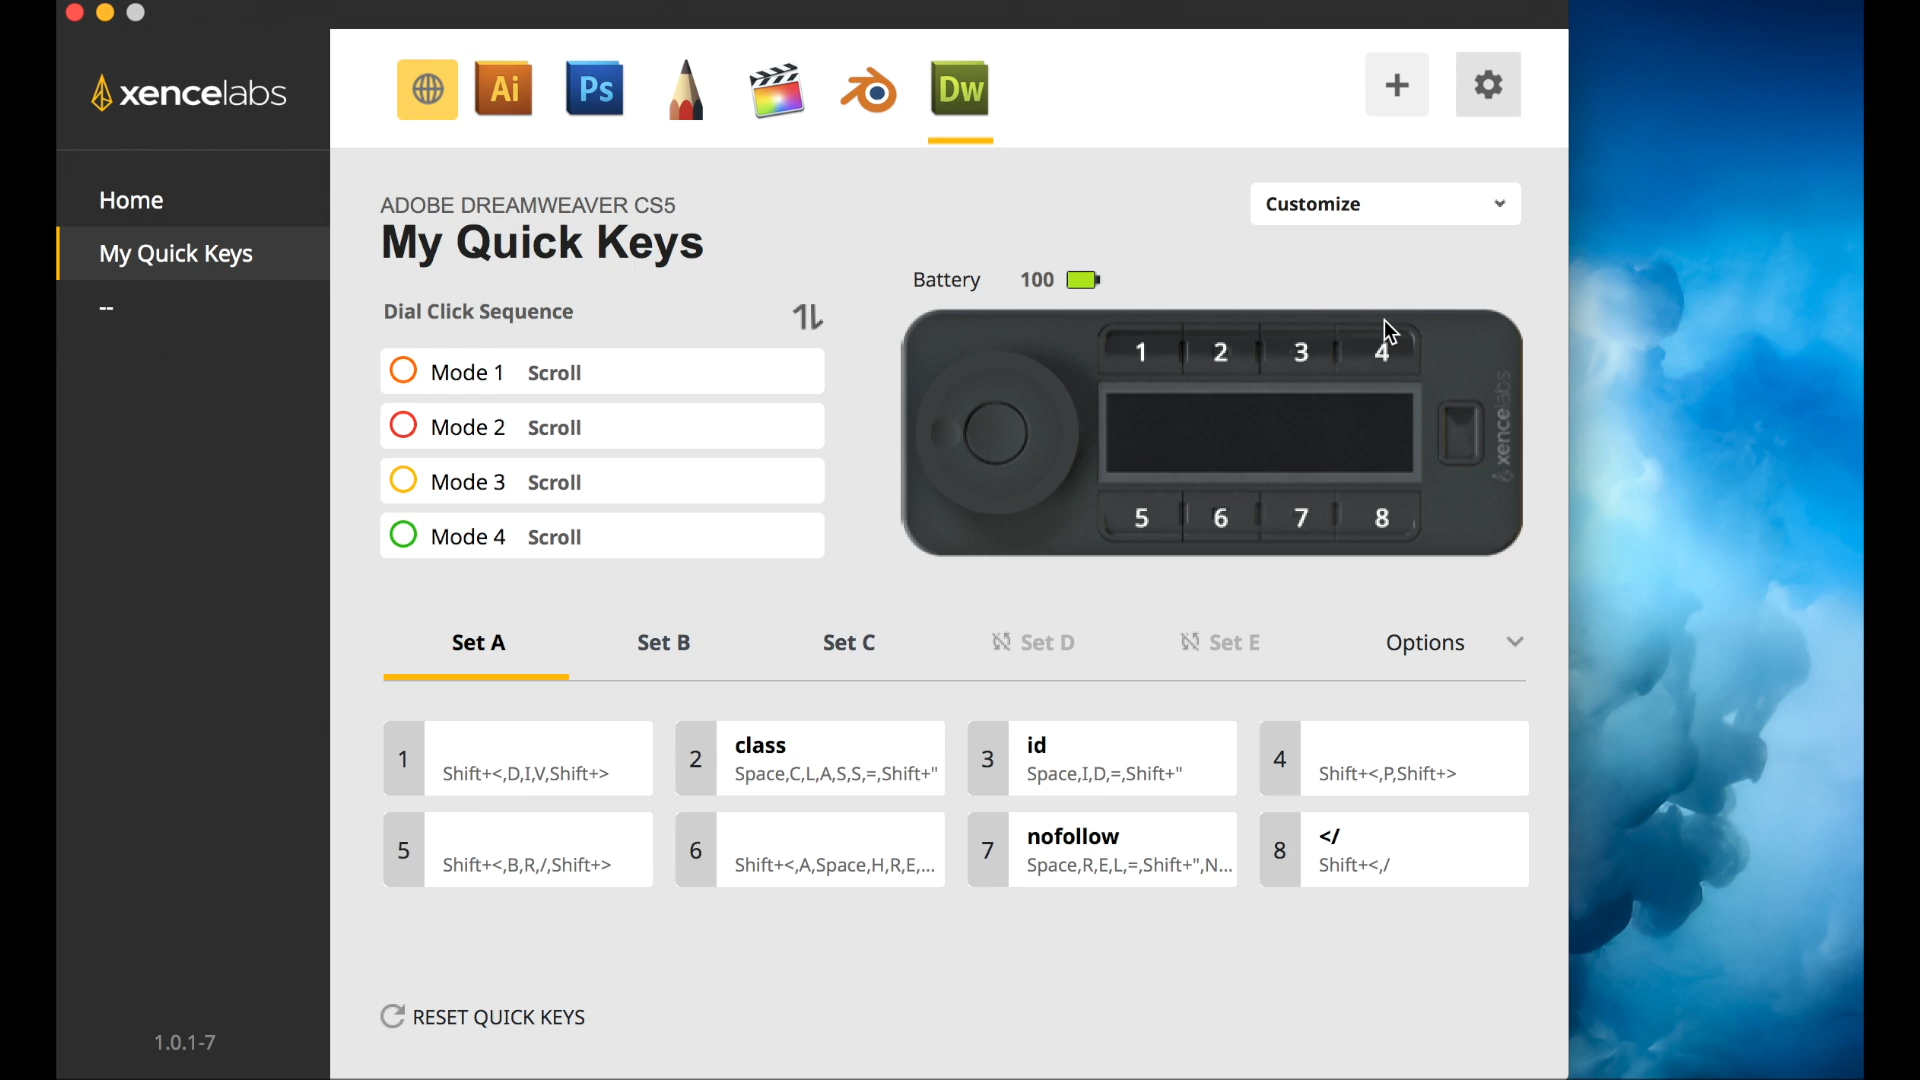 xencelabs
Home
My Quick Keys
--
1.0.1-7
Ai
Ps
Dw
+
ADOBE DREAMWEAVER CS5
My Quick Keys
Customize
Battery 100
Dial Click Sequence
Mode 1 Scroll
Mode 2 Scroll
Mode 3 Scroll
Mode 4 Scroll
1 2 3 4
xencelabs
5 6 7 8
Set A Set B Set C Set D Set E Options
1
Shift+<,D,I,V,Shift+>
2
class
Space,C,L,A,S,S,=,Shift+"
3
id
Space,I,D,=,Shift+"
4
Shift+<,P,Shift+>
5
Shift+<,B,R,/,Shift+>
6
Shift+<,A,Space,H,R,E,...
7
nofollow
Space,R,E,L,=,Shift+",N...
8
</
Shift+<,/
RESET QUICK KEYS